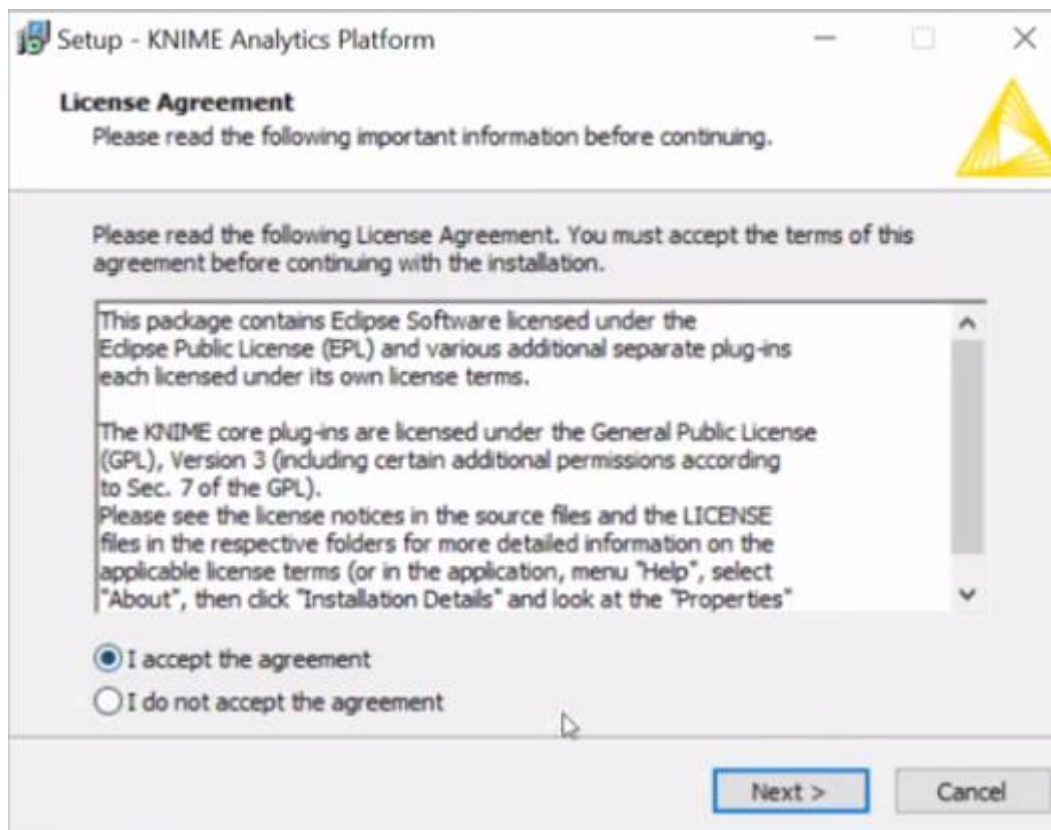 Setup - KNIME Analytics Platform
License Agreement
Please read the following important information before continuing.
Please read the following License Agreement. You must accept the terms of this
agreement before continuing with the installation.
This package contains Eclipse Software licensed under the
Eclipse Public License (EPL) and various additional separate plug-ins
each licensed under its own license terms.
The KNIME core plug-ins are licensed under the General Public License
(GPL), Version 3 (including certain additional permissions according
to Sec. 7 of the GPL).
Please see the license notices in the source files and the LICENSE
files in the respective folders for more detailed information on the
applicable license terms (or in the application, menu "Help", select
"About", then click "Installation Details" and look at the "Properties"
I accept the agreement
I do not accept the agreement
Next >
Cancel